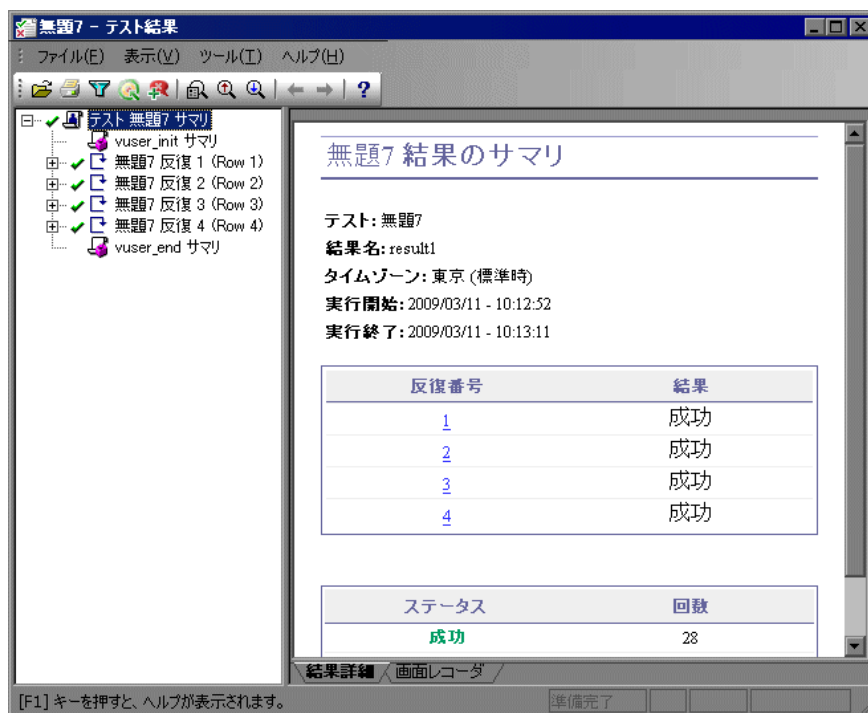 無題7 - テスト結果
ファイル(F) 表示(V) ツール(T) ヘルプ(H)
テスト 無題7 サマリ
vuser_init サマリ
無題7 反復 1 (Row 1)
無題7 反復 2 (Row 2)
無題7 反復 3 (Row 3)
無題7 反復 4 (Row 4)
vuser_end サマリ
無題7 結果のサマリ
テスト: 無題7
結果名: result1
タイムゾーン: 東京 (標準時)
実行開始: 2009/03/11 - 10:12:52
実行終了: 2009/03/11 - 10:13:11
反復番号 結果
1 成功
2 成功
3 成功
4 成功
ステータス 回数
成功 28
結果詳細 画面レコーダ
[F1] キーを押すと、ヘルプが表示されます。 準備完了